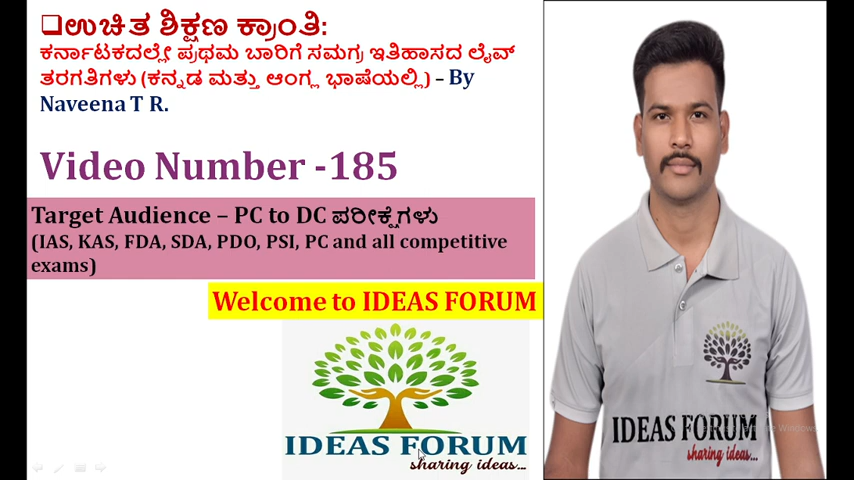 ❑ಉಚಿತ ಶಿಕ್ಷಣ ಕ್ರಾಂತಿ:
ಕರ್ನಾಟಕದಲ್ಲೇ ಪ್ರಥಮ ಬಾರಿಗೆ ಸಮಗ್ರ ಇತಿಹಾಸದ ಲೈವ್
ತರಗತಿಗಳು (ಕನ್ನಡ ಮತ್ತು ಆಂಗ್ಲ ಭಾಷೆಯಲ್ಲಿ) – By
Naveena T R.
Video Number -185
Target Audience – PC to DC ಪರೀಕ್ಷೆಗಳು
(IAS, KAS, FDA, SDA, PDO, PSI, PC and all competitive
exams)
Welcome to IDEAS FORUM
IDEAS FORUM
sharing ideas...
IDEAS FORUM
sharing ideas...